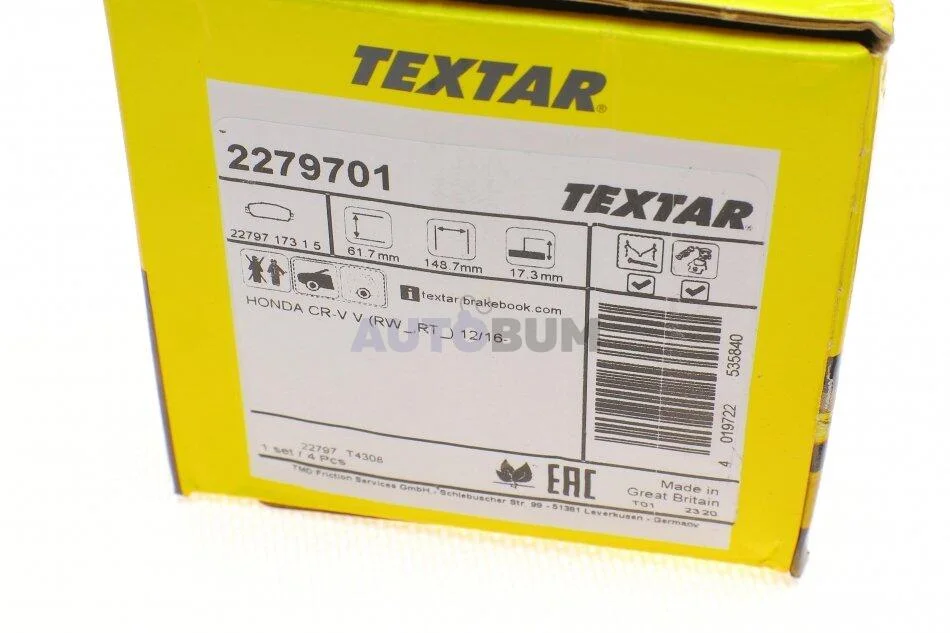 TEXTAR®
2279701
TEXTAR®
22797 173 1 5
61.7mm
148.7mm
17.3mm
i textar brakebook.com
HONDA CR-V V (RW_,RT_) 12/16-
AUTOBUM
4 019722 535840
22797 T4308
1 set / 4 Pcs
EAC
Made in
Great Britain
T01 23 20
TMD Friction Services GmbH - Schlebuscher Str. 99 - 51381 Leverkusen - Germany